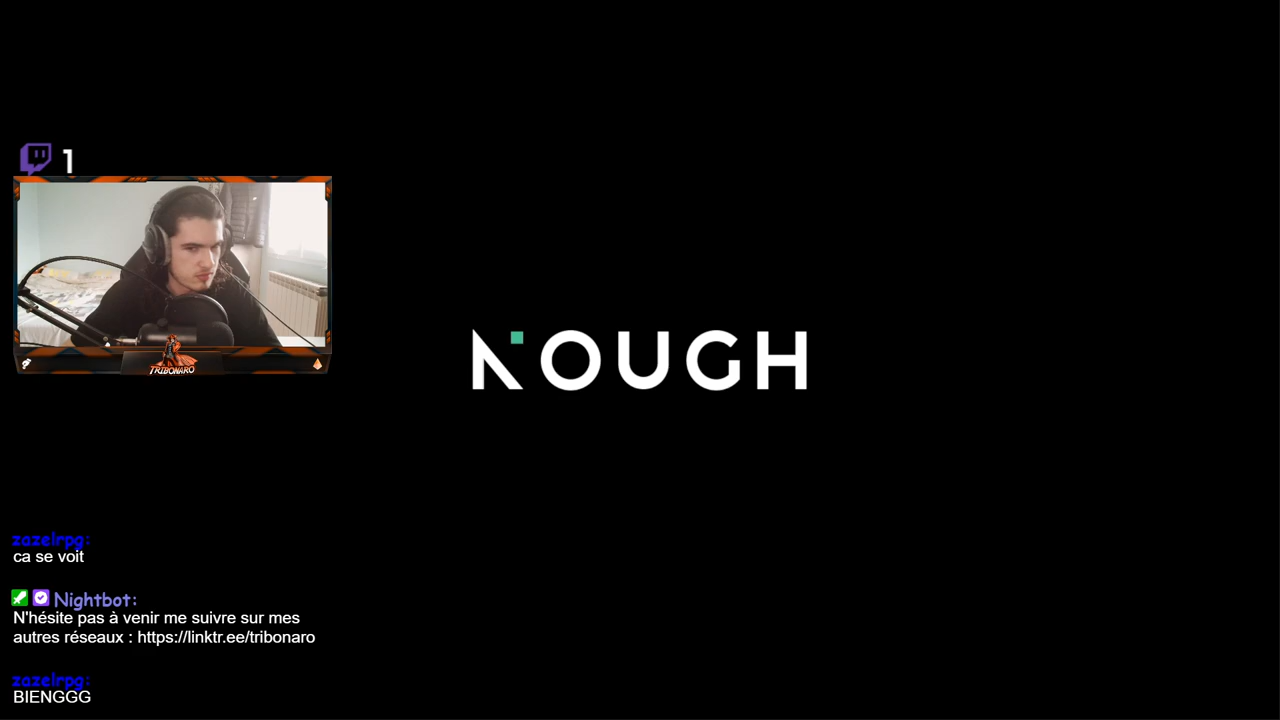 1
TRIBONARO
NOUGH
zazelrpg:
ca se voit
Nightbot:
N'hésite pas à venir me suivre sur mes
autres réseaux : https://linktr.ee/tribonaro
zazelrpg:
BIENGGG